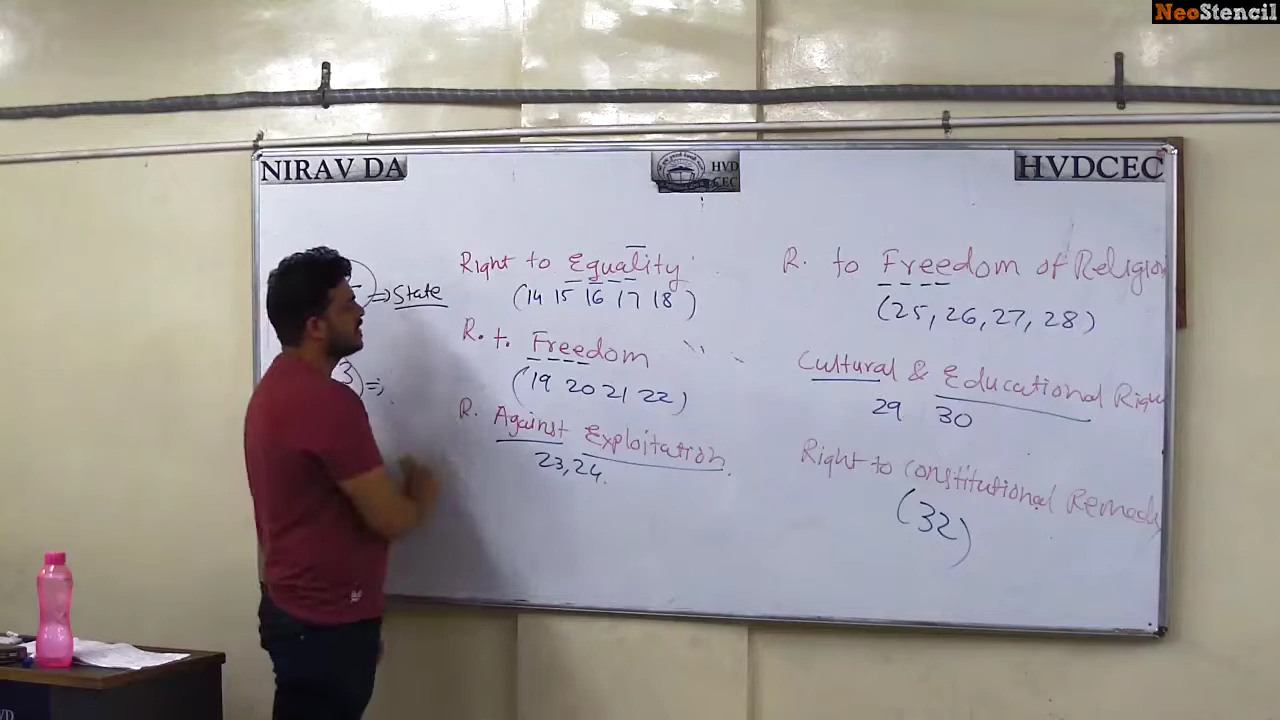 NeoStencil
NIRAV DA
HVD
CEC
HVDCEC
⇒ State
3) ⇒
Right to Equality
(14 15 16 17 18)
R. t. Freedom
(19 20 21 22)
R. Against Exploitation.
23, 24.
R. to Freedom of Religion
(25, 26, 27, 28)
Cultural & Educational
29 30
Right to Constitutional
(32)